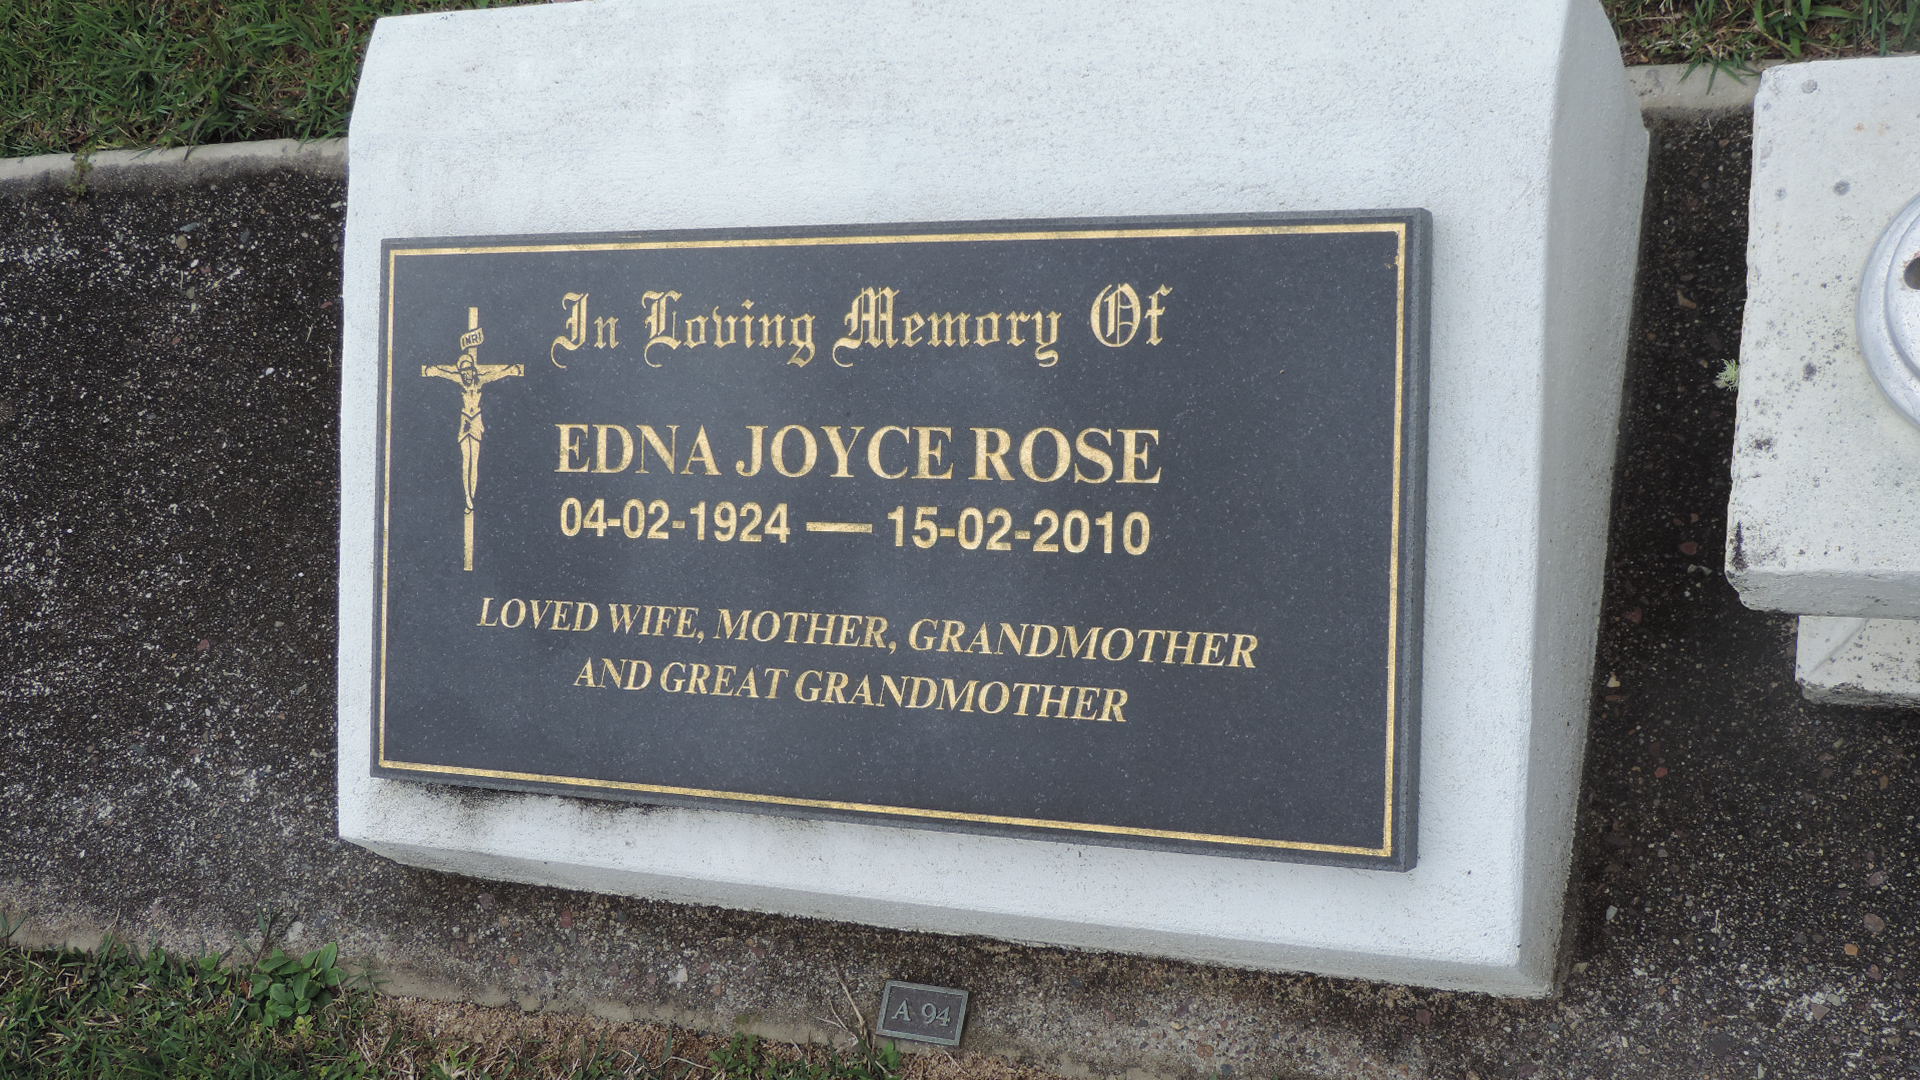 INRI
In Loving Memory Of
EDNA JOYCE ROSE
04-02-1924 — 15-02-2010
LOVED WIFE, MOTHER, GRANDMOTHER
AND GREAT GRANDMOTHER
A 94